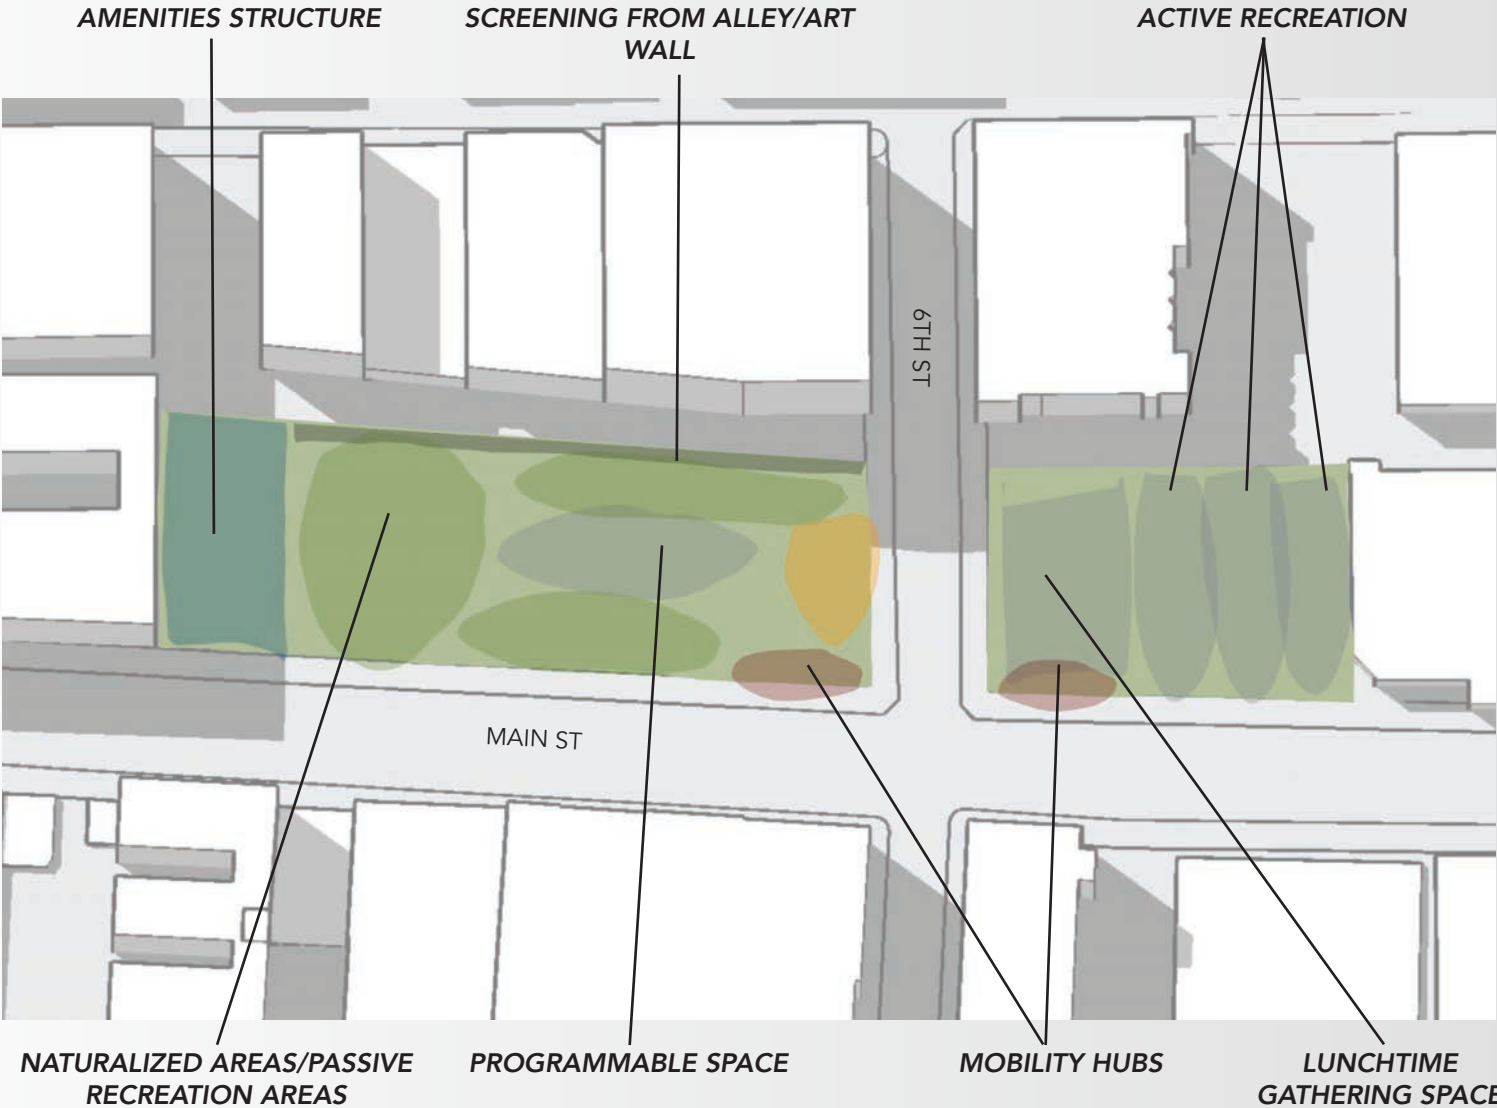 AMENITIES STRUCTURE
SCREENING FROM ALLEY/ART
WALL
ACTIVE RECREATION
6TH ST
MAIN ST
NATURALIZED AREAS/PASSIVE
RECREATION AREAS
PROGRAMMABLE SPACE
MOBILITY HUBS
LUNCHTIME
GATHERING SPACE